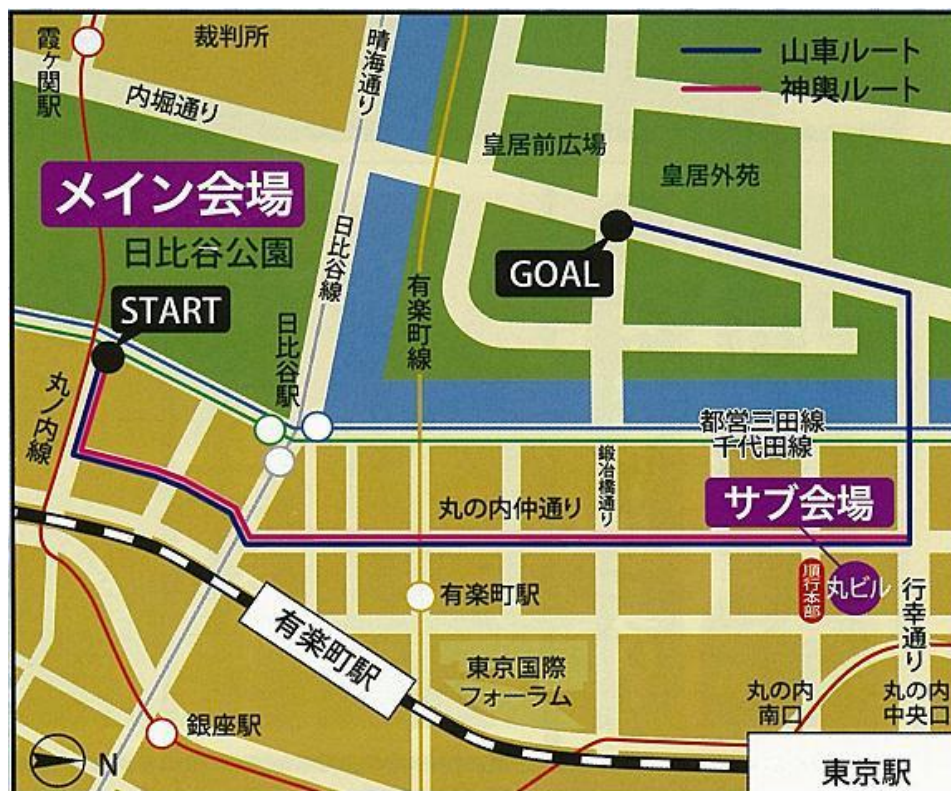 霞ヶ関駅
裁判所
晴海通り
内堀通り
山車ルート
神輿ルート
皇居前広場
皇居外苑
メイン会場
日比谷公園
日比谷線
有楽町線
GOAL
START
日比谷駅
丸ノ内線
都営三田線
千代田線
鍛冶橋通り
丸の内仲通り
サブ会場
順行本部
丸ビル
行幸通り
有楽町駅
有楽町駅
東京国際
フォーラム
丸の内
南口
丸の内
中央口
銀座駅
N
東京駅